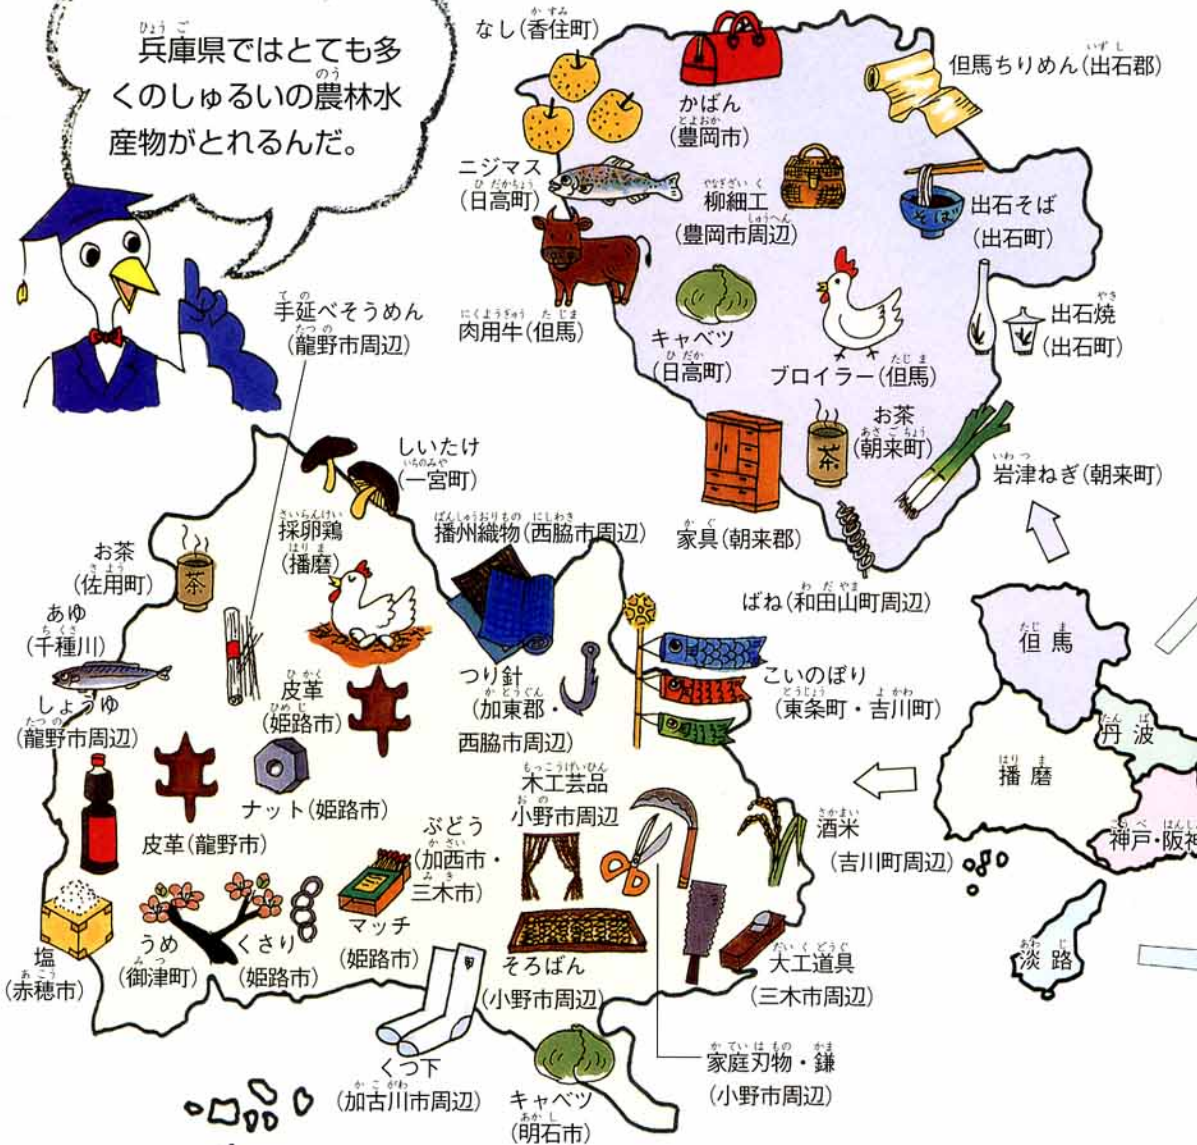 兵庫県ではとても多
くのしゅるいの農林水
産物がとれるんだ。
なし(香住町)
かばん
(豊岡市)
但馬ちりめん(出石郡)
ニジマス
(日高町)
柳細工
(豊岡市周辺)
そば
出石そば
(出石町)
肉用牛(但馬)
キャベツ
(日高町)
ブロイラー(但馬)
出石焼
(出石町)
お茶
(朝来町)
茶
岩津ねぎ(朝来町)
家具(朝来郡)
ばね(和田山町周辺)
手延べそうめん
(龍野市周辺)
しいたけ
(一宮町)
採卵鶏
(播磨)
播州織物(西脇市周辺)
お茶
(佐用町)
茶
あゆ
(千種川)
しょうゆ
(龍野市周辺)
皮革
(姫路市)
つり針
(加東郡・
西脇市周辺)
こいのぼり
(東条町・吉川町)
ナット(姫路市)
皮革(龍野市)
木工芸品
小野市周辺
ぶどう
(加西市・
三木市)
酒米
(吉川町周辺)
マッチ
(姫路市)
塩
(赤穂市)
うめ
(御津町)
くさり
(姫路市)
そろばん
(小野市周辺)
大工道具
(三木市周辺)
家庭刃物・鎌
(小野市周辺)
くつ下
(加古川市周辺)
キャベツ
(明石市)
但馬
丹波
播磨
神戸・阪神
淡路